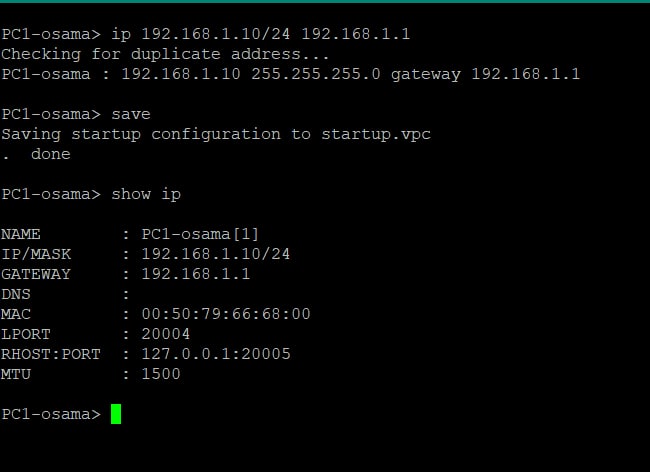 PC1-osama> ip 192.168.1.10/24 192.168.1.1
Checking for duplicate address...
PC1-osama : 192.168.1.10 255.255.255.0 gateway 192.168.1.1
PC1-osama> save
Saving startup configuration to startup.vpc
.  done
PC1-osama> show ip
NAME        : PC1-osama[1]
IP/MASK     : 192.168.1.10/24
GATEWAY     : 192.168.1.1
DNS         :
MAC         : 00:50:79:66:68:00
LPORT       : 20004
RHOST:PORT  : 127.0.0.1:20005
MTU         : 1500
PC1-osama>